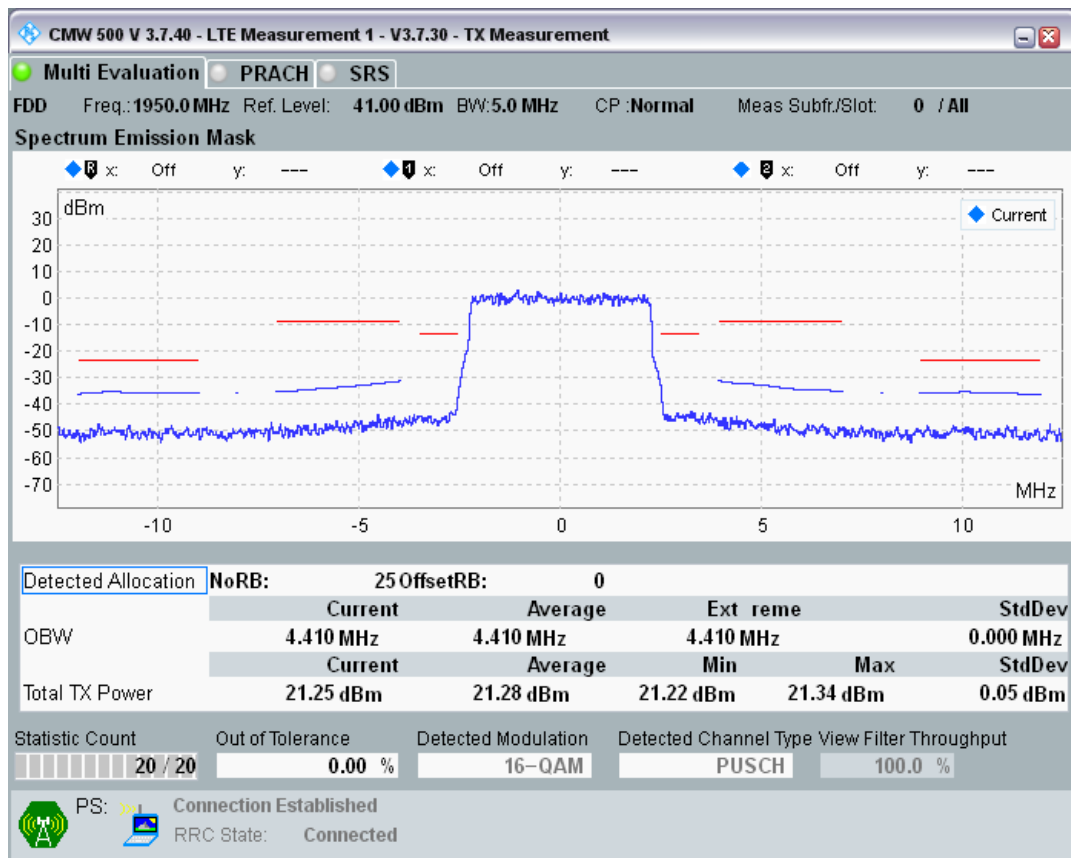 CMW 500 V 3.7.40 - LTE Measurement 1 - V3.7.30 - TX Measurement
Multi Evaluation PRACH SRS
FDD Freq.:1950.0 MHz Ref. Level: 41.00 dBm BW:5.0 MHz CP :Normal Meas Subfr./Slot: 0 / All
Spectrum Emission Mask
R x: Off y: --- 1 x: Off y: --- 2 x: Off y: ---
dBm
Current
30
20
10
0
-10
-20
-30
-40
-50
-60
-70
MHz
-10 -5 0 5 10
Detected Allocation NoRB: 25 OffsetRB: 0
Current Average Ext reme StdDev
OBW 4.410 MHz 4.410 MHz 4.410 MHz 0.000 MHz
Current Average Min Max StdDev
Total TX Power 21.25 dBm 21.28 dBm 21.22 dBm 21.34 dBm 0.05 dBm
Statistic Count Out of Tolerance Detected Modulation Detected Channel Type View Filter Throughput
20 / 20 0.00 % 16-QAM PUSCH 100.0 %
PS: Connection Established
RRC State: Connected